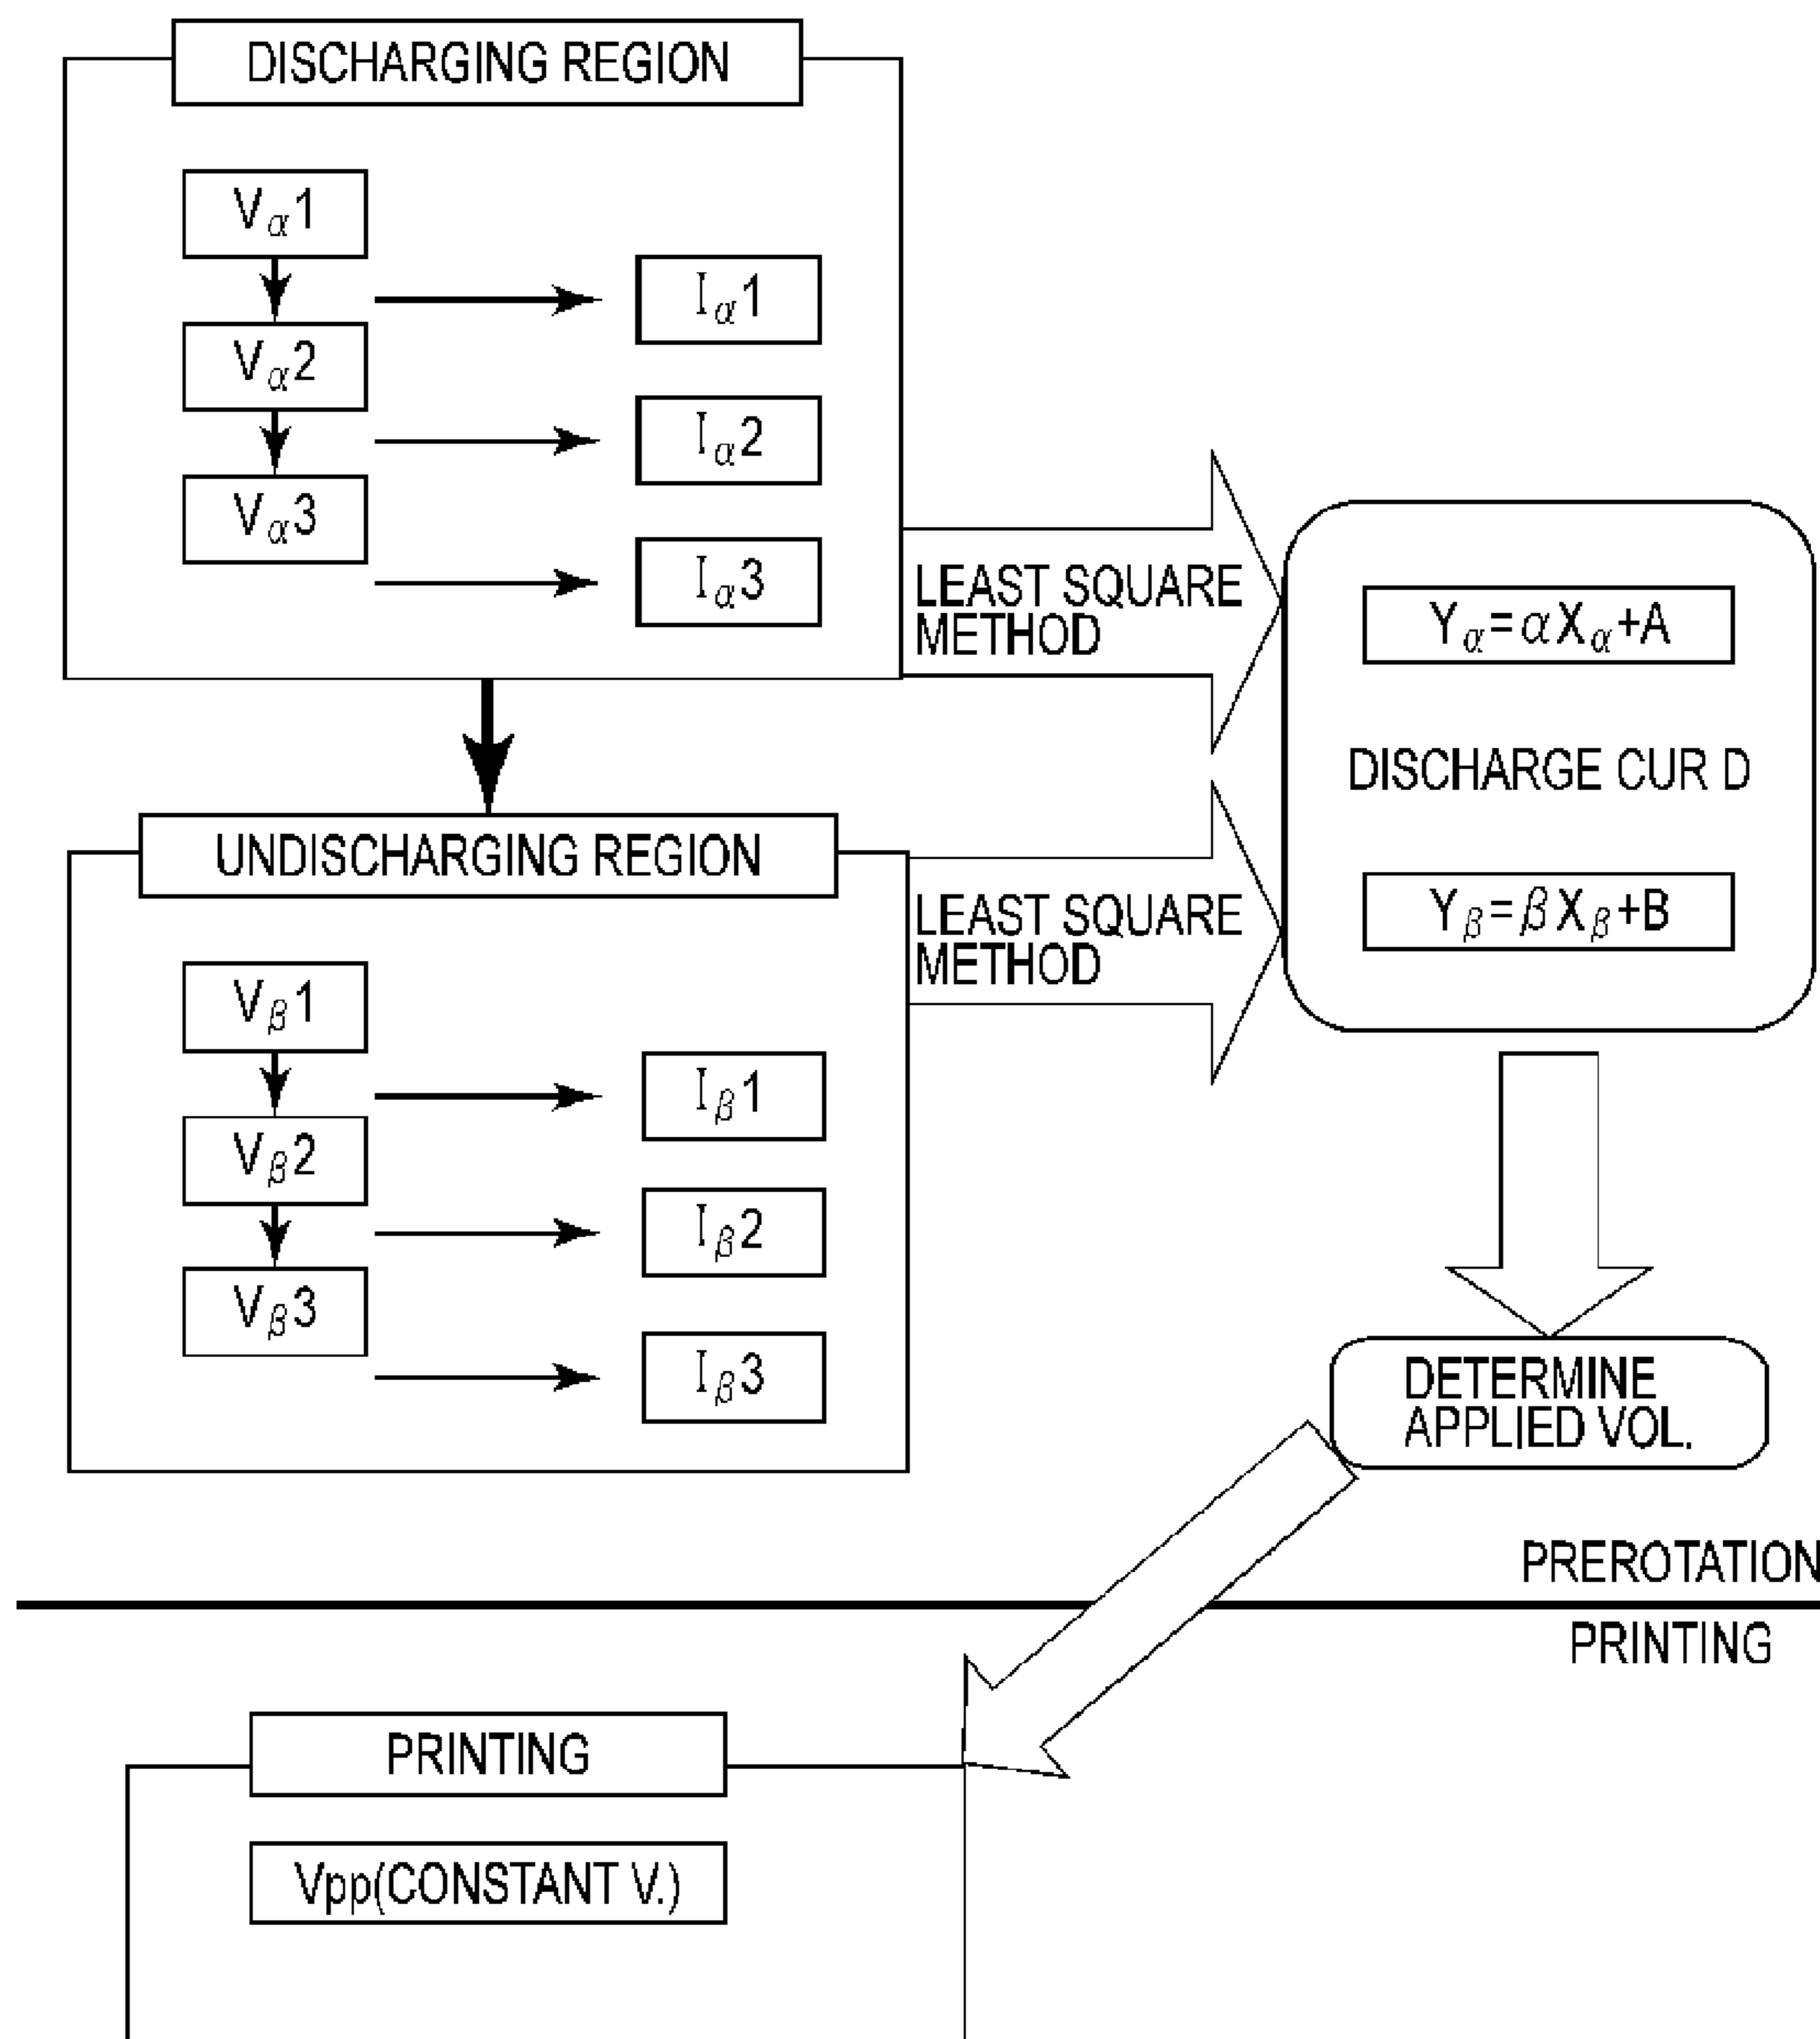 DISCHARGING REGION
Vα1
Iα1
Vα2
Iα2
Vα3
Iα3
LEAST SQUARE
METHOD
Yα=αXα+A
DISCHARGE CUR D
Yβ=βXβ+B
UNDISCHARGING REGION
LEAST SQUARE
METHOD
Vβ1
Iβ1
Vβ2
Iβ2
Vβ3
Iβ3
DETERMINE
APPLIED VOL.
PREROTATION
PRINTING
PRINTING
Vpp(CONSTANT V.)